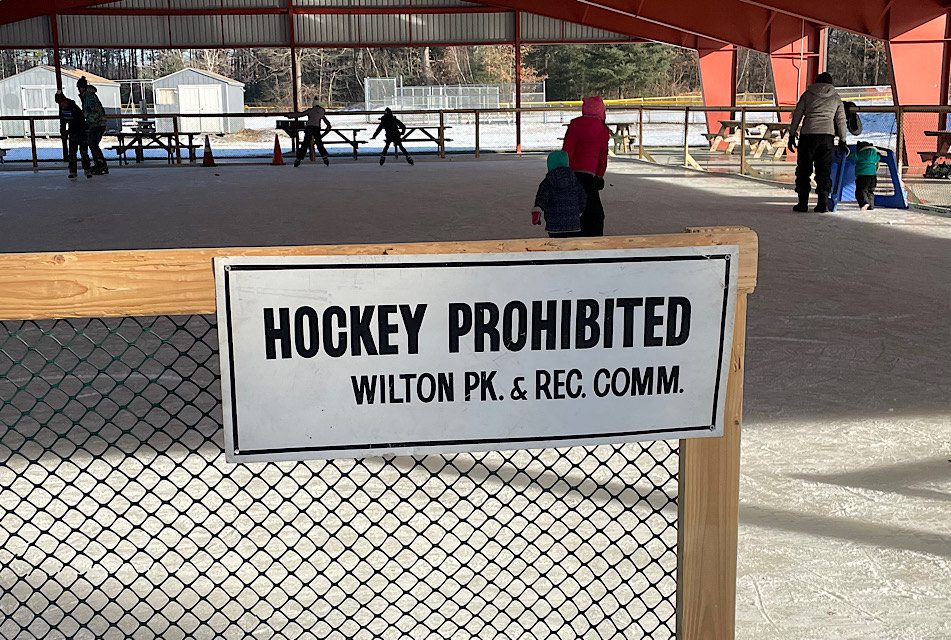 HOCKEY PROHIBITED
WILTON PK. & REC. COMM.